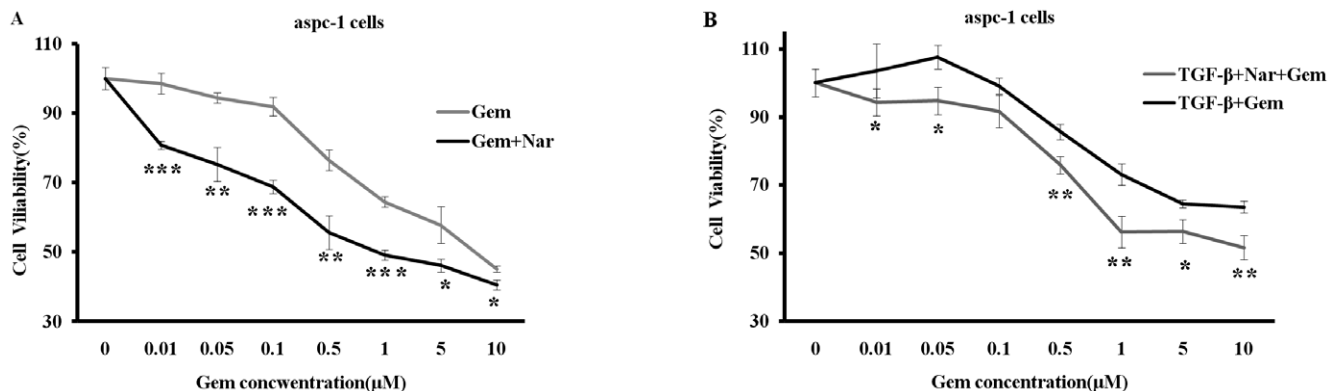 A
aspc-1 cells
110
90
70
50
30
Cell Viliability(%)
Gem
Gem+Nar
***
**
***
**
***
*
*
0 0.01 0.05 0.1 0.5 1 5 10
Gem concwentration(μM)
B
aspc-1 cells
110
90
70
50
30
Cell Viability(%)
TGF-β+Nar+Gem
TGF-β+Gem
*
*
**
**
*
**
0 0.01 0.05 0.1 0.5 1 5 10
Gem concentration(μM)